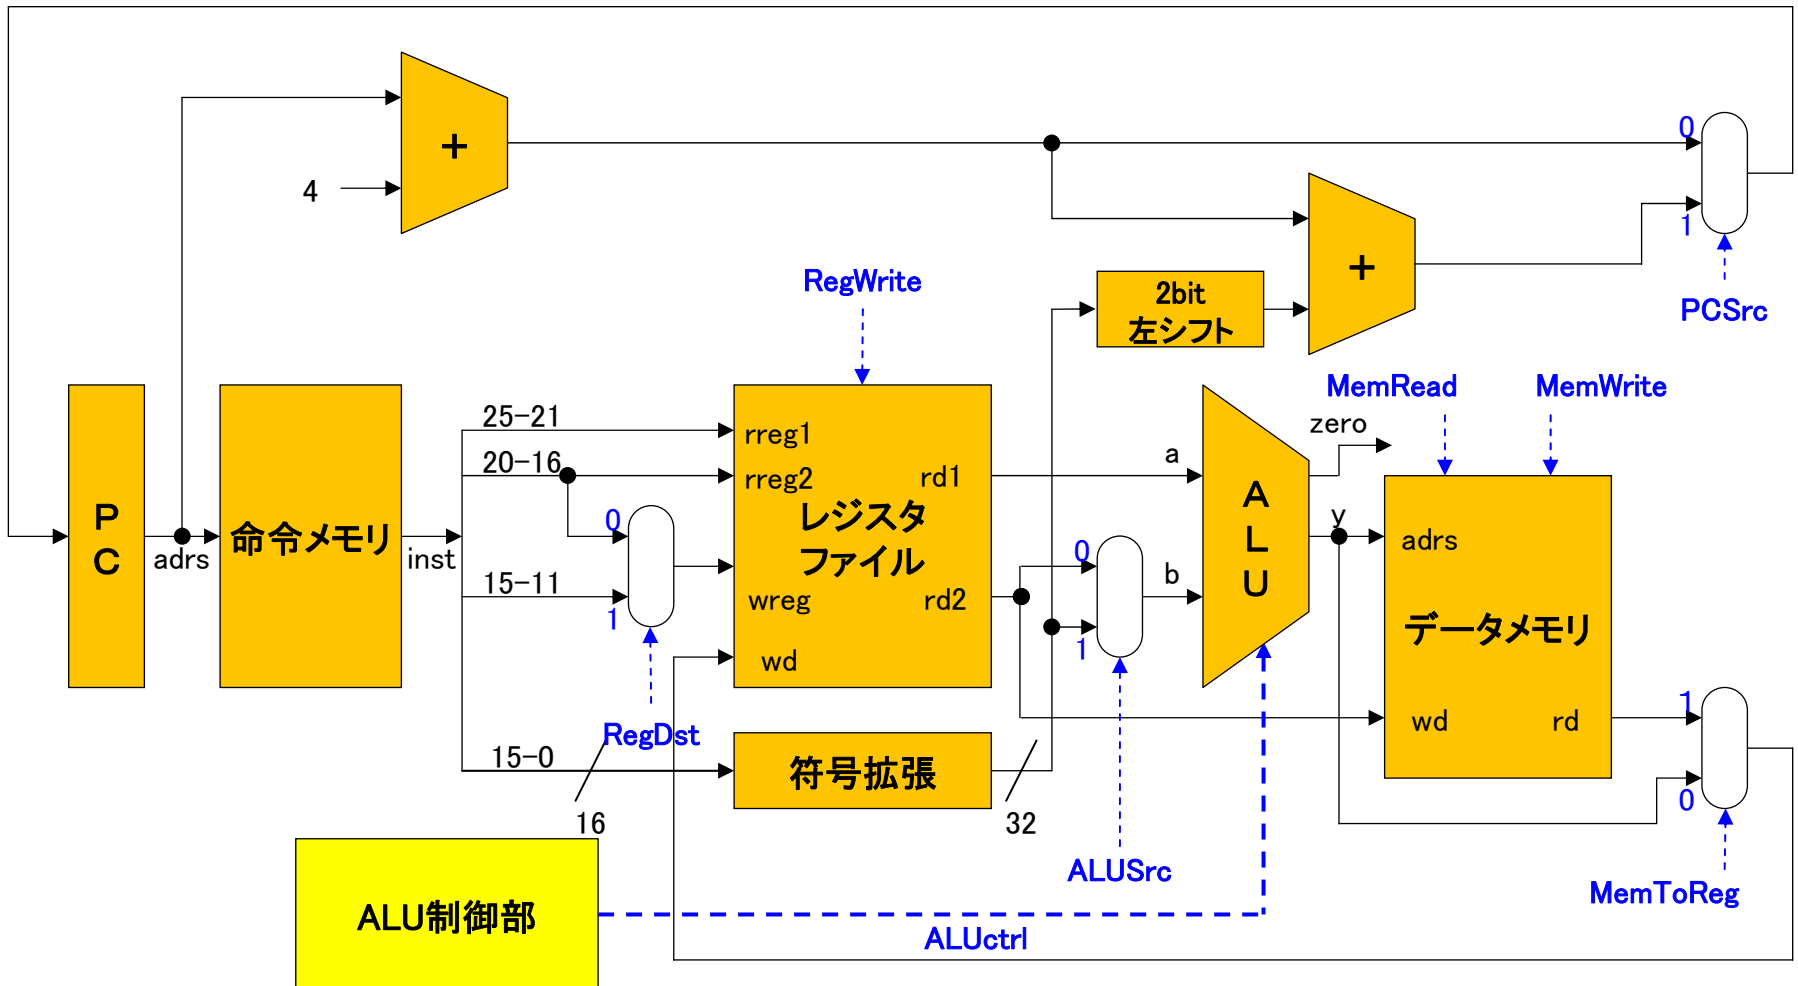 +
4
0
1
PCSrc
+
2bit
左シフト
RegWrite
MemRead
MemWrite
zero
PC
adrs
命令メモリ
inst
25-21
20-16
15-11
15-0
16
0
1
RegDst
rreg1
rreg2
rd1
レジスタ
ファイル
wreg
rd2
wd
符号拡張
32
a
b
0
1
ALUSrc
ALU
y
adrs
データメモリ
wd
rd
1
0
MemToReg
ALU制御部
ALUctrl